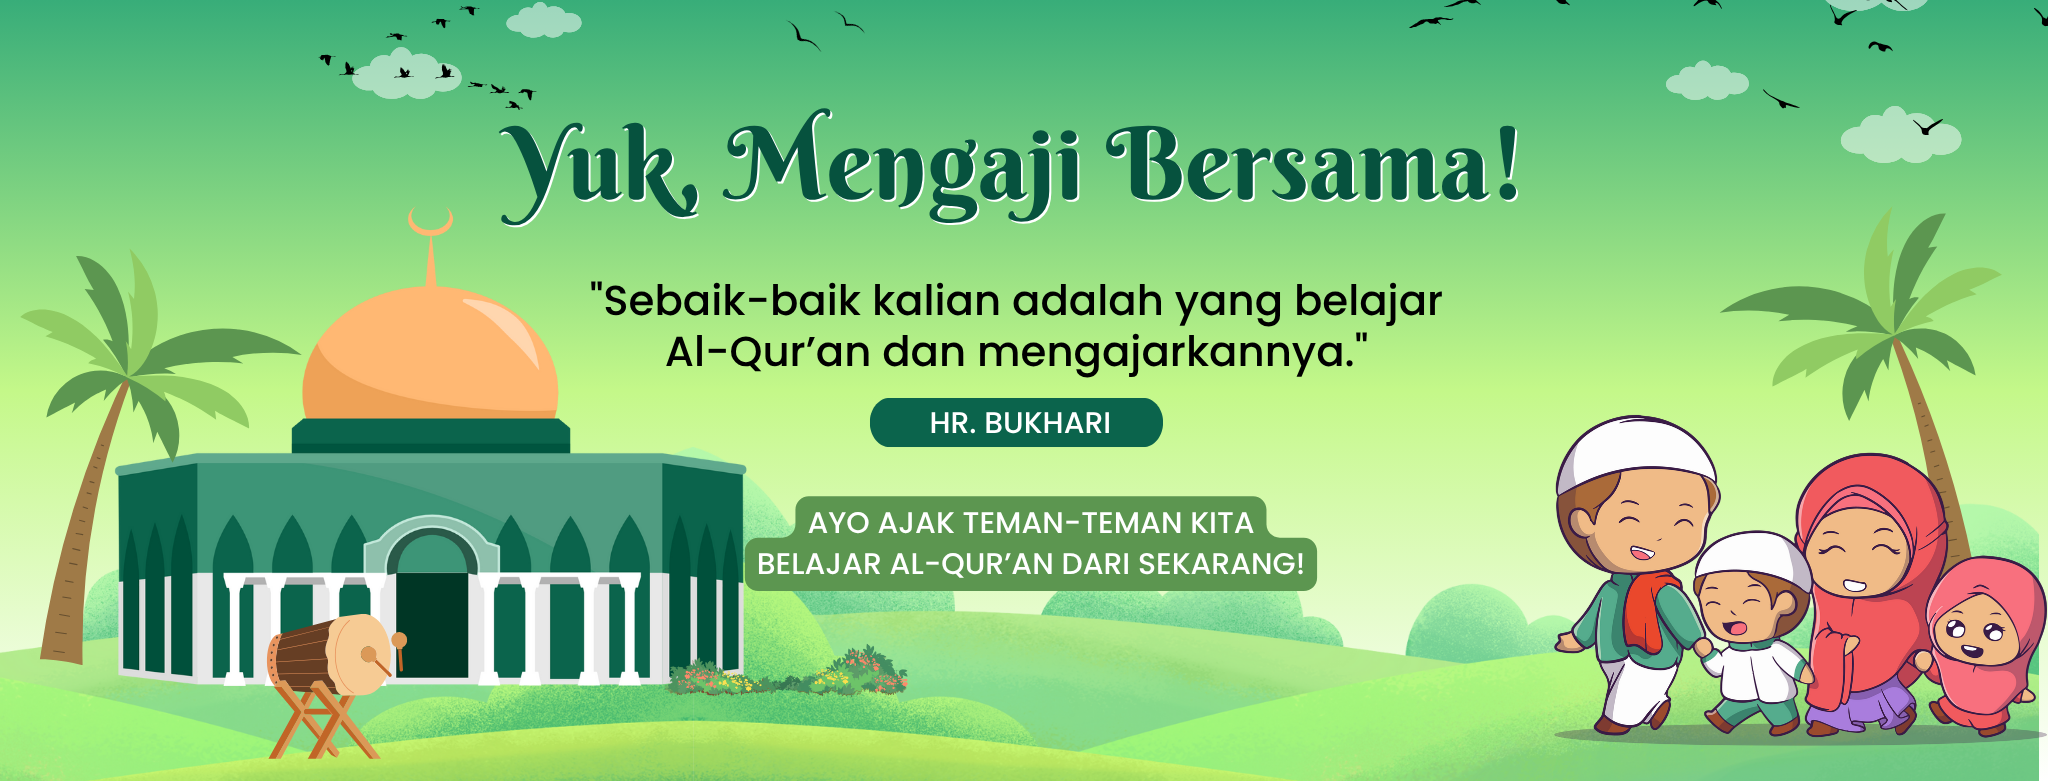 Yuk, Mengaji Bersama!
"Sebaik-baik kalian adalah yang belajar
Al-Qur’an dan mengajarkannya."
HR. BUKHARI
AYO AJAK TEMAN-TEMAN KITA
BELAJAR AL-QUR’AN DARI SEKARANG!